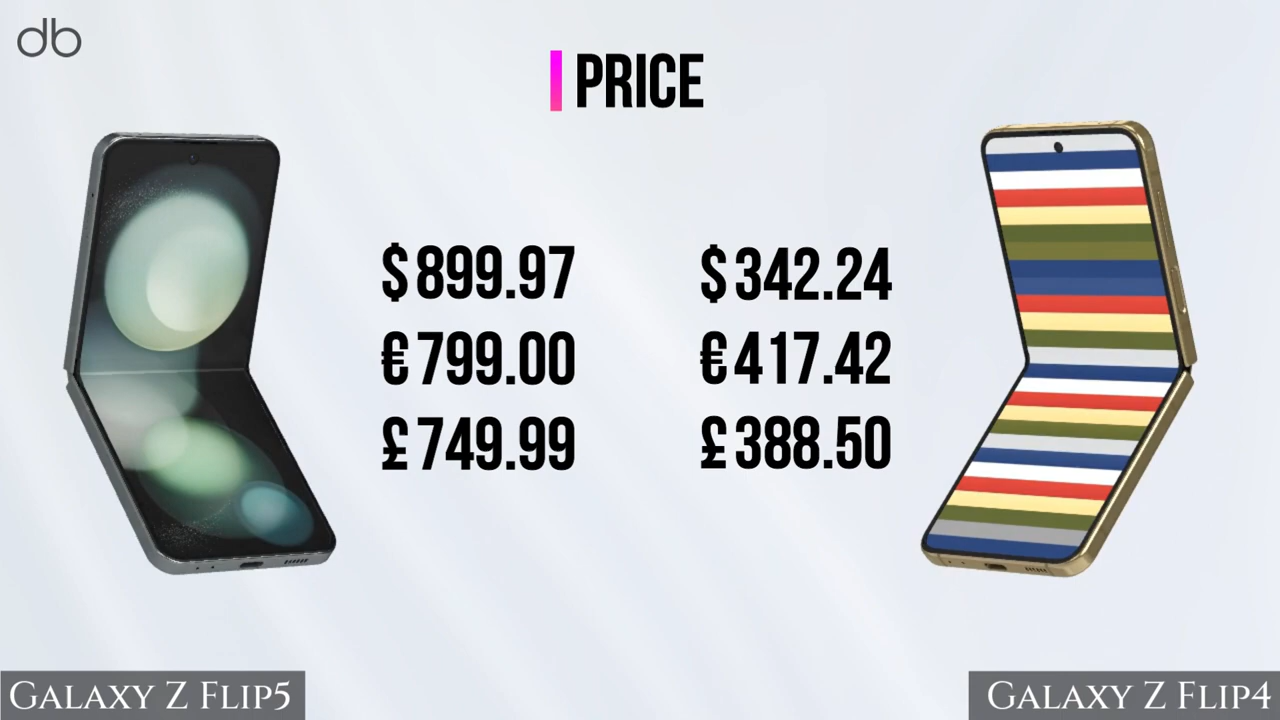 db
PRICE
$899.97
€799.00
£749.99
$342.24
€417.42
£388.50
GALAXY Z FLIP5
GALAXY Z FLIP4